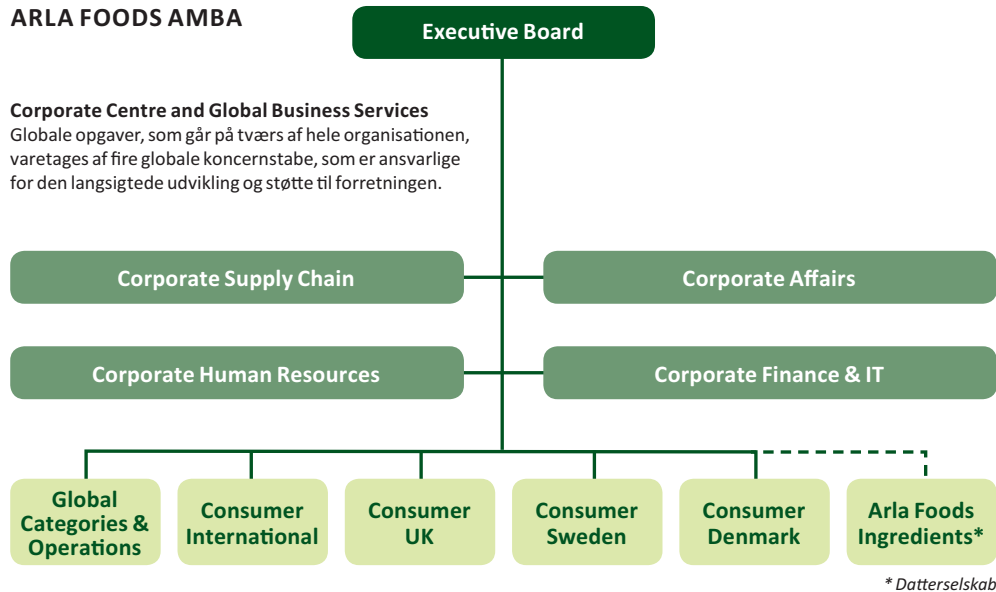 ARLA FOODS AMBA
Executive Board
Corporate Centre and Global Business Services
Globale opgaver, som går på tværs af hele organisationen,
varetages af fire globale koncernstabe, som er ansvarlige
for den langsigtede udvikling og støtte til forretningen.
Corporate Supply Chain
Corporate Affairs
Corporate Human Resources
Corporate Finance & IT
Global
Categories &
Operations
Consumer
International
Consumer
UK
Consumer
Sweden
Consumer
Denmark
Arla Foods
Ingredients*
* Datterselskab